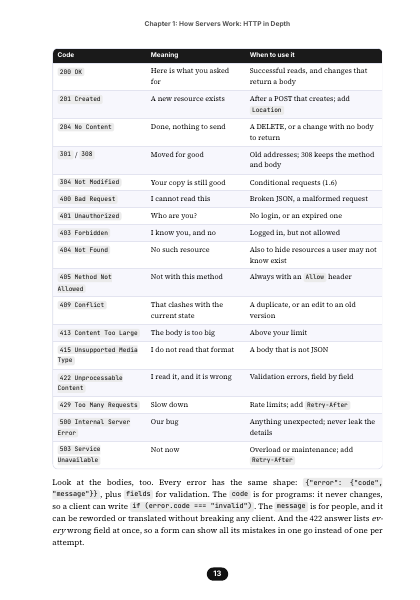 Chapter 1: How Servers Work: HTTP in Depth
Code Meaning When to use it
200 OK Here is what you asked for Successful reads, and changes that return a body
201 Created A new resource exists After a POST that creates; add Location
204 No Content Done, nothing to send A DELETE, or a change with no body to return
301 / 308 Moved for good Old addresses; 308 keeps the method and body
304 Not Modified Your copy is still good Conditional requests (1.6)
400 Bad Request I cannot read this Broken JSON, a malformed request
401 Unauthorized Who are you? No login, or an expired one
403 Forbidden I know you, and no Logged in, but not allowed
404 Not Found No such resource Also to hide resources a user may not know exist
405 Method Not Allowed Not with this method Always with an Allow header
409 Conflict That clashes with the current state A duplicate, or an edit to an old version
413 Content Too Large The body is too big Above your limit
415 Unsupported Media Type I do not read that format A body that is not JSON
422 Unprocessable Content I read it, and it is wrong Validation errors, field by field
429 Too Many Requests Slow down Rate limits; add Retry-After
500 Internal Server Error Our bug Anything unexpected; never leak the details
503 Service Unavailable Not now Overload or maintenance; add Retry-After
Look at the bodies, too. Every error has the same shape: {"error": {"code",
"message"}}, plus fields for validation. The code is for programs: it never changes,
so a client can write if (error.code === "invalid"). The message is for people, and it
can be reworded or translated without breaking any client. And the 422 answer lists ev-
ery wrong field at once, so a form can show all its mistakes in one go instead of one per
attempt.
13